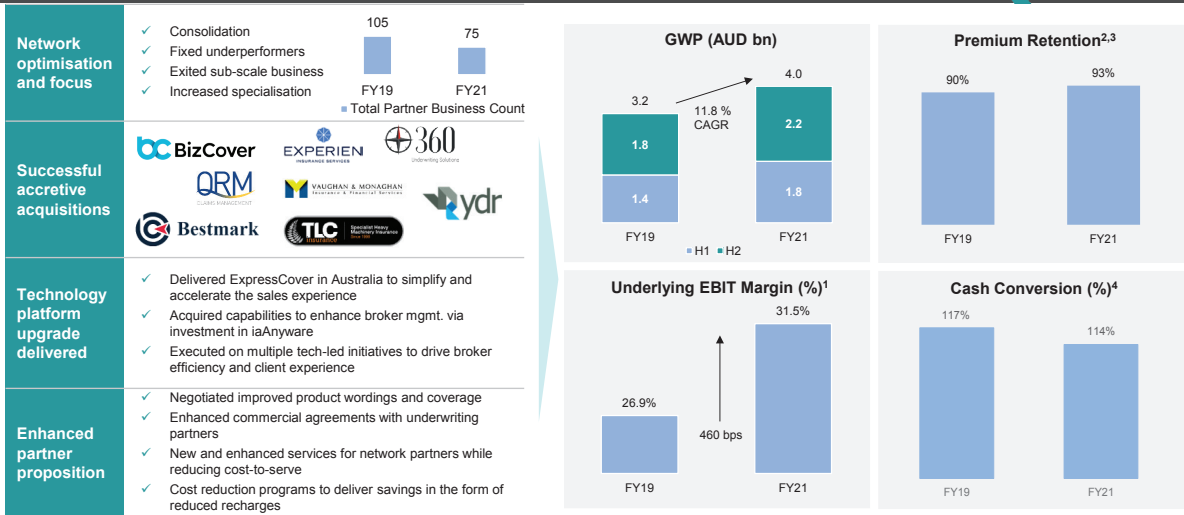 Network
optimisation
and focus
✓ Consolidation
✓ Fixed underperformers
✓ Exited sub-scale business
✓ Increased specialisation
105
75
FY19
FY21
Total Partner Business Count
Successful
accretive
acquisitions
bc BizCover
EXPERIEN
INSURANCE SERVICES
360
Underwriting Solutions
QRM
CLAIMS MANAGEMENT
VAUGHAN & MONAGHAN
Insurance & Financial Services
ydr
Bestmark
TLC
insurance
Specialist Heavy
Machinery Insurance
Technology
platform
upgrade
delivered
✓ Delivered ExpressCover in Australia to simplify and
accelerate the sales experience
✓ Acquired capabilities to enhance broker mgmt. via
investment in iaAnyware
✓ Executed on multiple tech-led initiatives to drive broker
efficiency and client experience
Enhanced
partner
proposition
✓ Negotiated improved product wordings and coverage
✓ Enhanced commercial agreements with underwriting
partners
✓ New and enhanced services for network partners while
reducing cost-to-serve
✓ Cost reduction programs to deliver savings in the form of
reduced recharges
GWP (AUD bn)
3.2
11.8 %
CAGR
4.0
1.8
2.2
1.4
1.8
FY19
FY21
H1 H2
Premium Retention2,3
90%
93%
FY19
FY21
Underlying EBIT Margin (%)1
26.9%
460 bps
31.5%
FY19
FY21
Cash Conversion (%)4
117%
114%
FY19
FY21